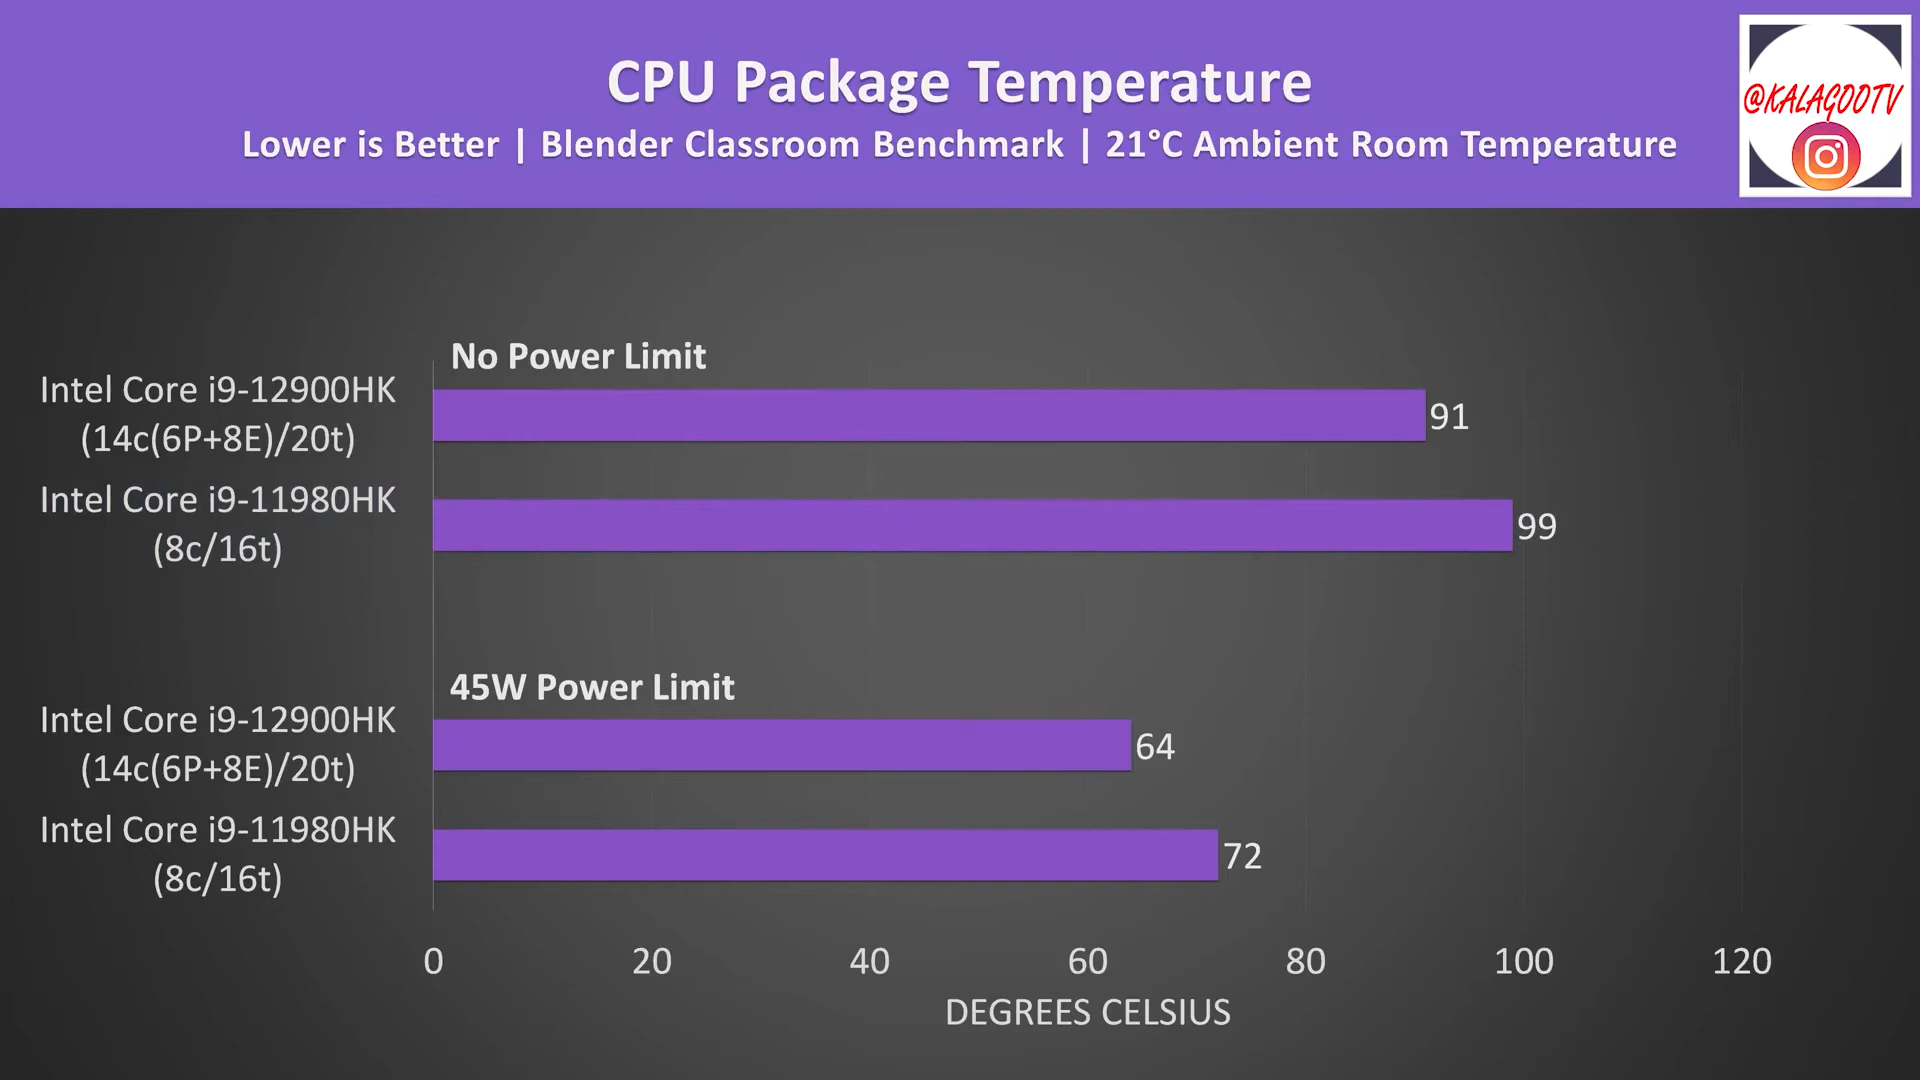 CPU Package Temperature
Lower is Better | Blender Classroom Benchmark | 21°C Ambient Room Temperature
@KALAGOOTV
No Power Limit
Intel Core i9-12900HK
(14c(6P+8E)/20t)
91
Intel Core i9-11980HK
(8c/16t)
99
45W Power Limit
Intel Core i9-12900HK
(14c(6P+8E)/20t)
64
Intel Core i9-11980HK
(8c/16t)
72
0 20 40 60 80 100 120
DEGREES CELSIUS